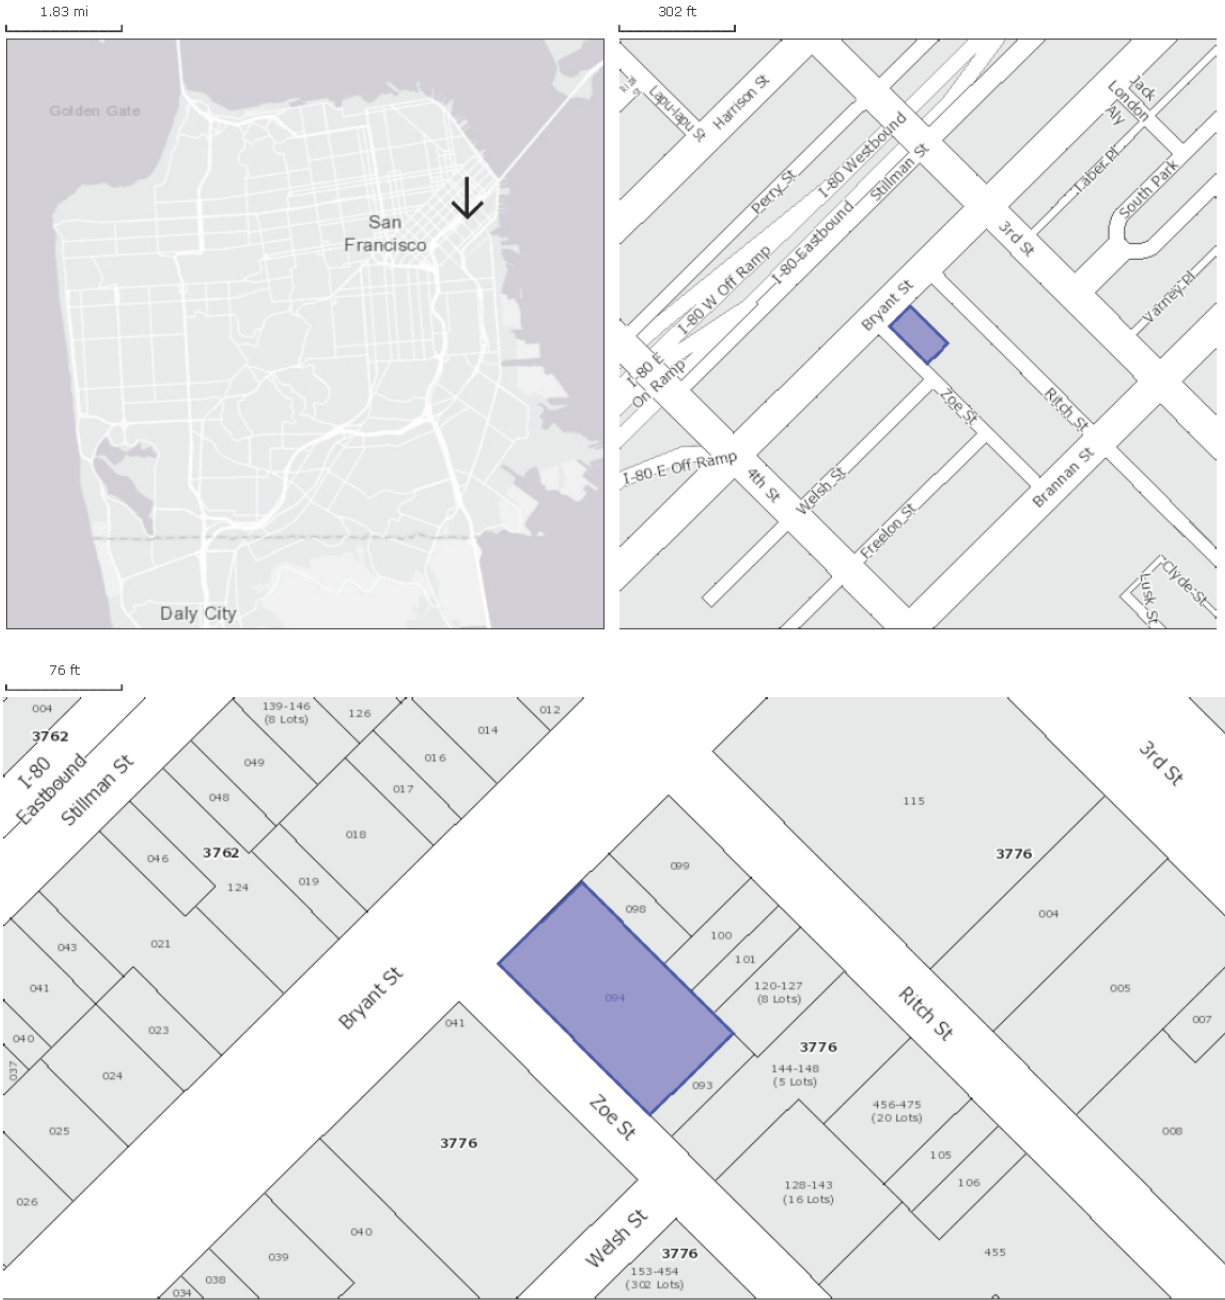 1.83 mi
Golden Gate
San
Francisco
Daly City
302 ft
Lapu-lapu St
Harrison St
Jack
London
Aly
Perry St
I-80 Westbound
Stillman St
Taber Pl
South Park
I-80 Eastbound
3rd St
I-80 W Off Ramp
Varney Pl
Bryant St
I-80 E
On Ramp
Zoe St
Ritch St
I-80 E Off Ramp
4th St
Welsh St
Brannan St
Freelon St
Clyde St
Lusk St
76 ft
004
3762
I-80
Eastbound
Stillman St
139-146
(8 Lots)
126
012
014
016
049
017
048
018
046
3762
124
019
043
021
041
040
037
023
024
025
026
Bryant St
3rd St
115
3776
099
004
098
100
101
005
094
120-127
(8 Lots)
Ritch St
007
041
3776
144-148
(5 Lots)
093
456-475
(20 Lots)
008
Zoe St
3776
105
128-143
(16 Lots)
106
040
039
Welsh St
3776
153-454
(302 Lots)
455
038
034